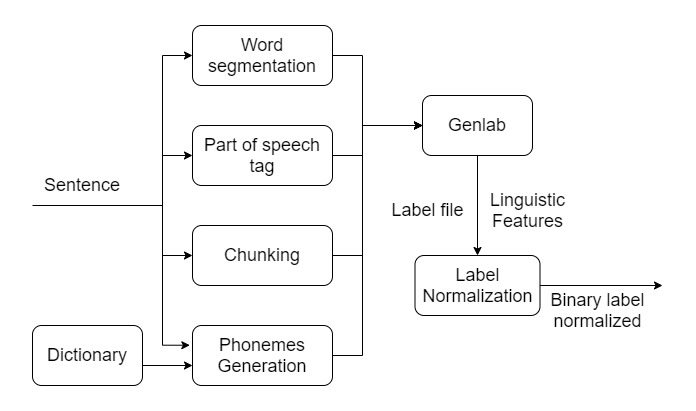 Word
segmentation
Part of speech
tag
Genlab
Sentence
Label file
Linguistic
Features
Chunking
Label
Normalization
Binary label
normalized
Dictionary
Phonemes
Generation